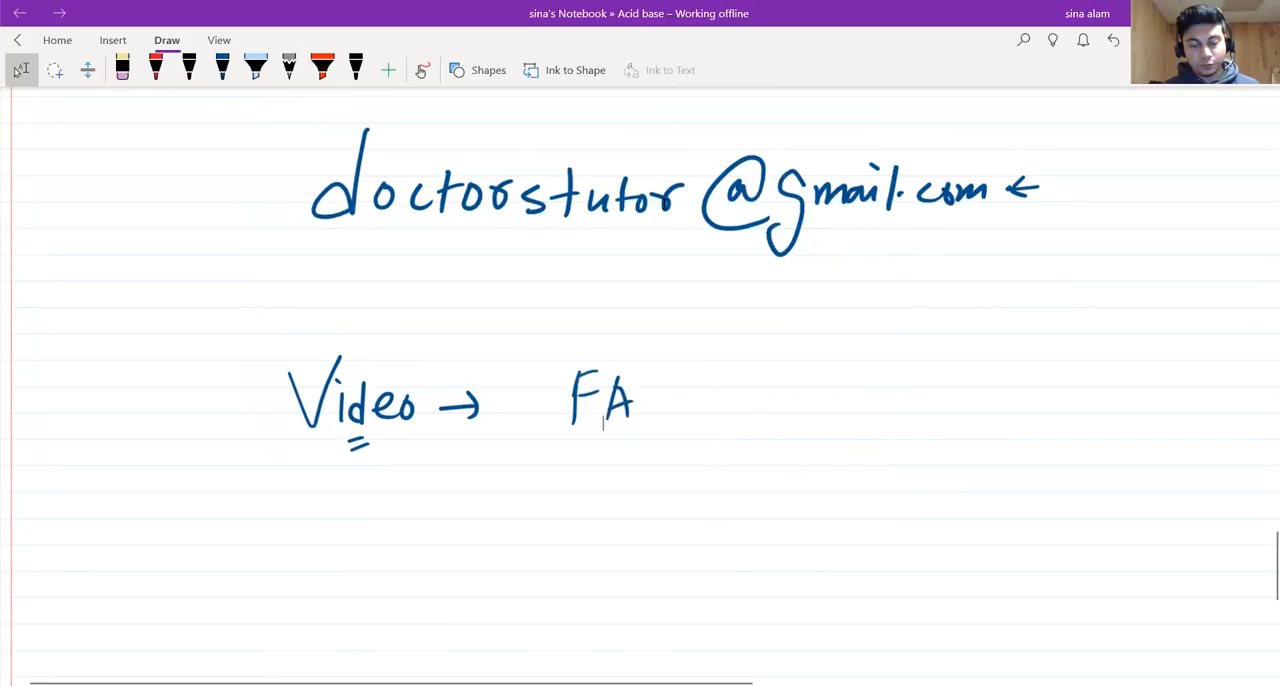 sina's Notebook » Acid base – Working offline
sina alam
Home Insert Draw View
Shapes Ink to Shape Ink to Text
doctorstutor@gmail.com ←
Video → FA